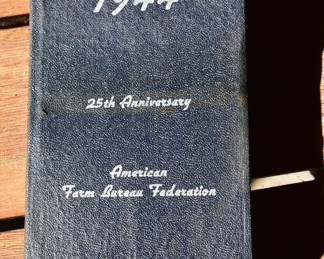 1944
25th Anniversary
American
Farm Bureau Federation